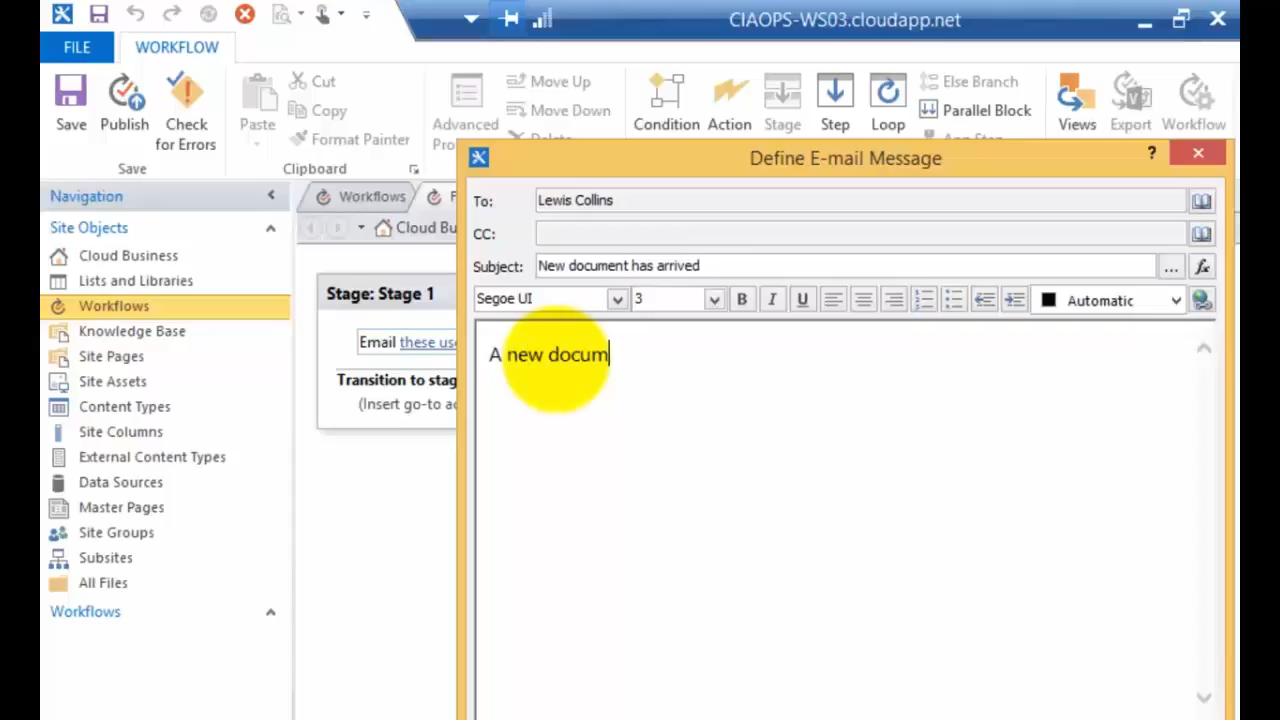 CIAOPS-WS03.cloudapp.net
FILE
WORKFLOW
Save
Publish
Check
for Errors
Save
Paste
Cut
Copy
Format Painter
Clipboard
Advanced
Move Up
Move Down
Condition
Action
Stage
Step
Loop
Else Branch
Parallel Block
Views
Export
Workflow
Define E-mail Message
?
To:
Lewis Collins
CC:
Subject:
New document has arrived
...
fx
Segoe UI
3
B
I
U
Automatic
A new docum
Navigation
Site Objects
Cloud Business
Lists and Libraries
Workflows
Knowledge Base
Site Pages
Site Assets
Content Types
Site Columns
External Content Types
Data Sources
Master Pages
Site Groups
Subsites
All Files
Workflows
Workflows
Cloud Bu
Stage: Stage 1
Email these use
Transition to stag
(Insert go-to ac